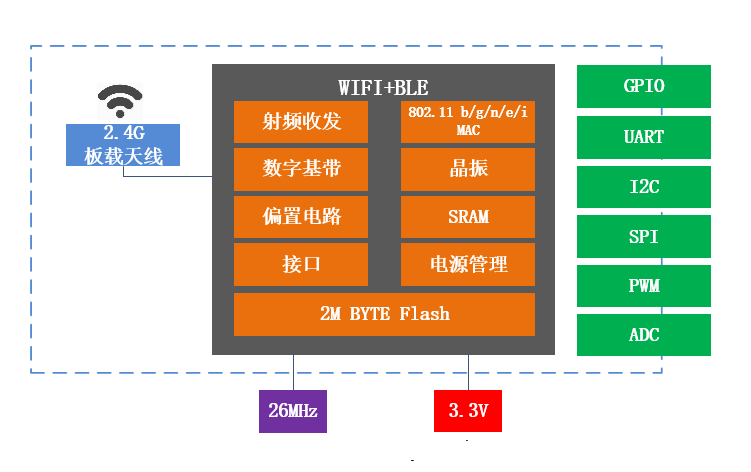 WIFI+BLE
2.4G
板载天线
射频收发
802.11 b/g/n/e/i
MAC
数字基带
晶振
偏置电路
SRAM
接口
电源管理
2M BYTE Flash
GPIO
UART
I2C
SPI
PWM
ADC
26MHz
3.3V